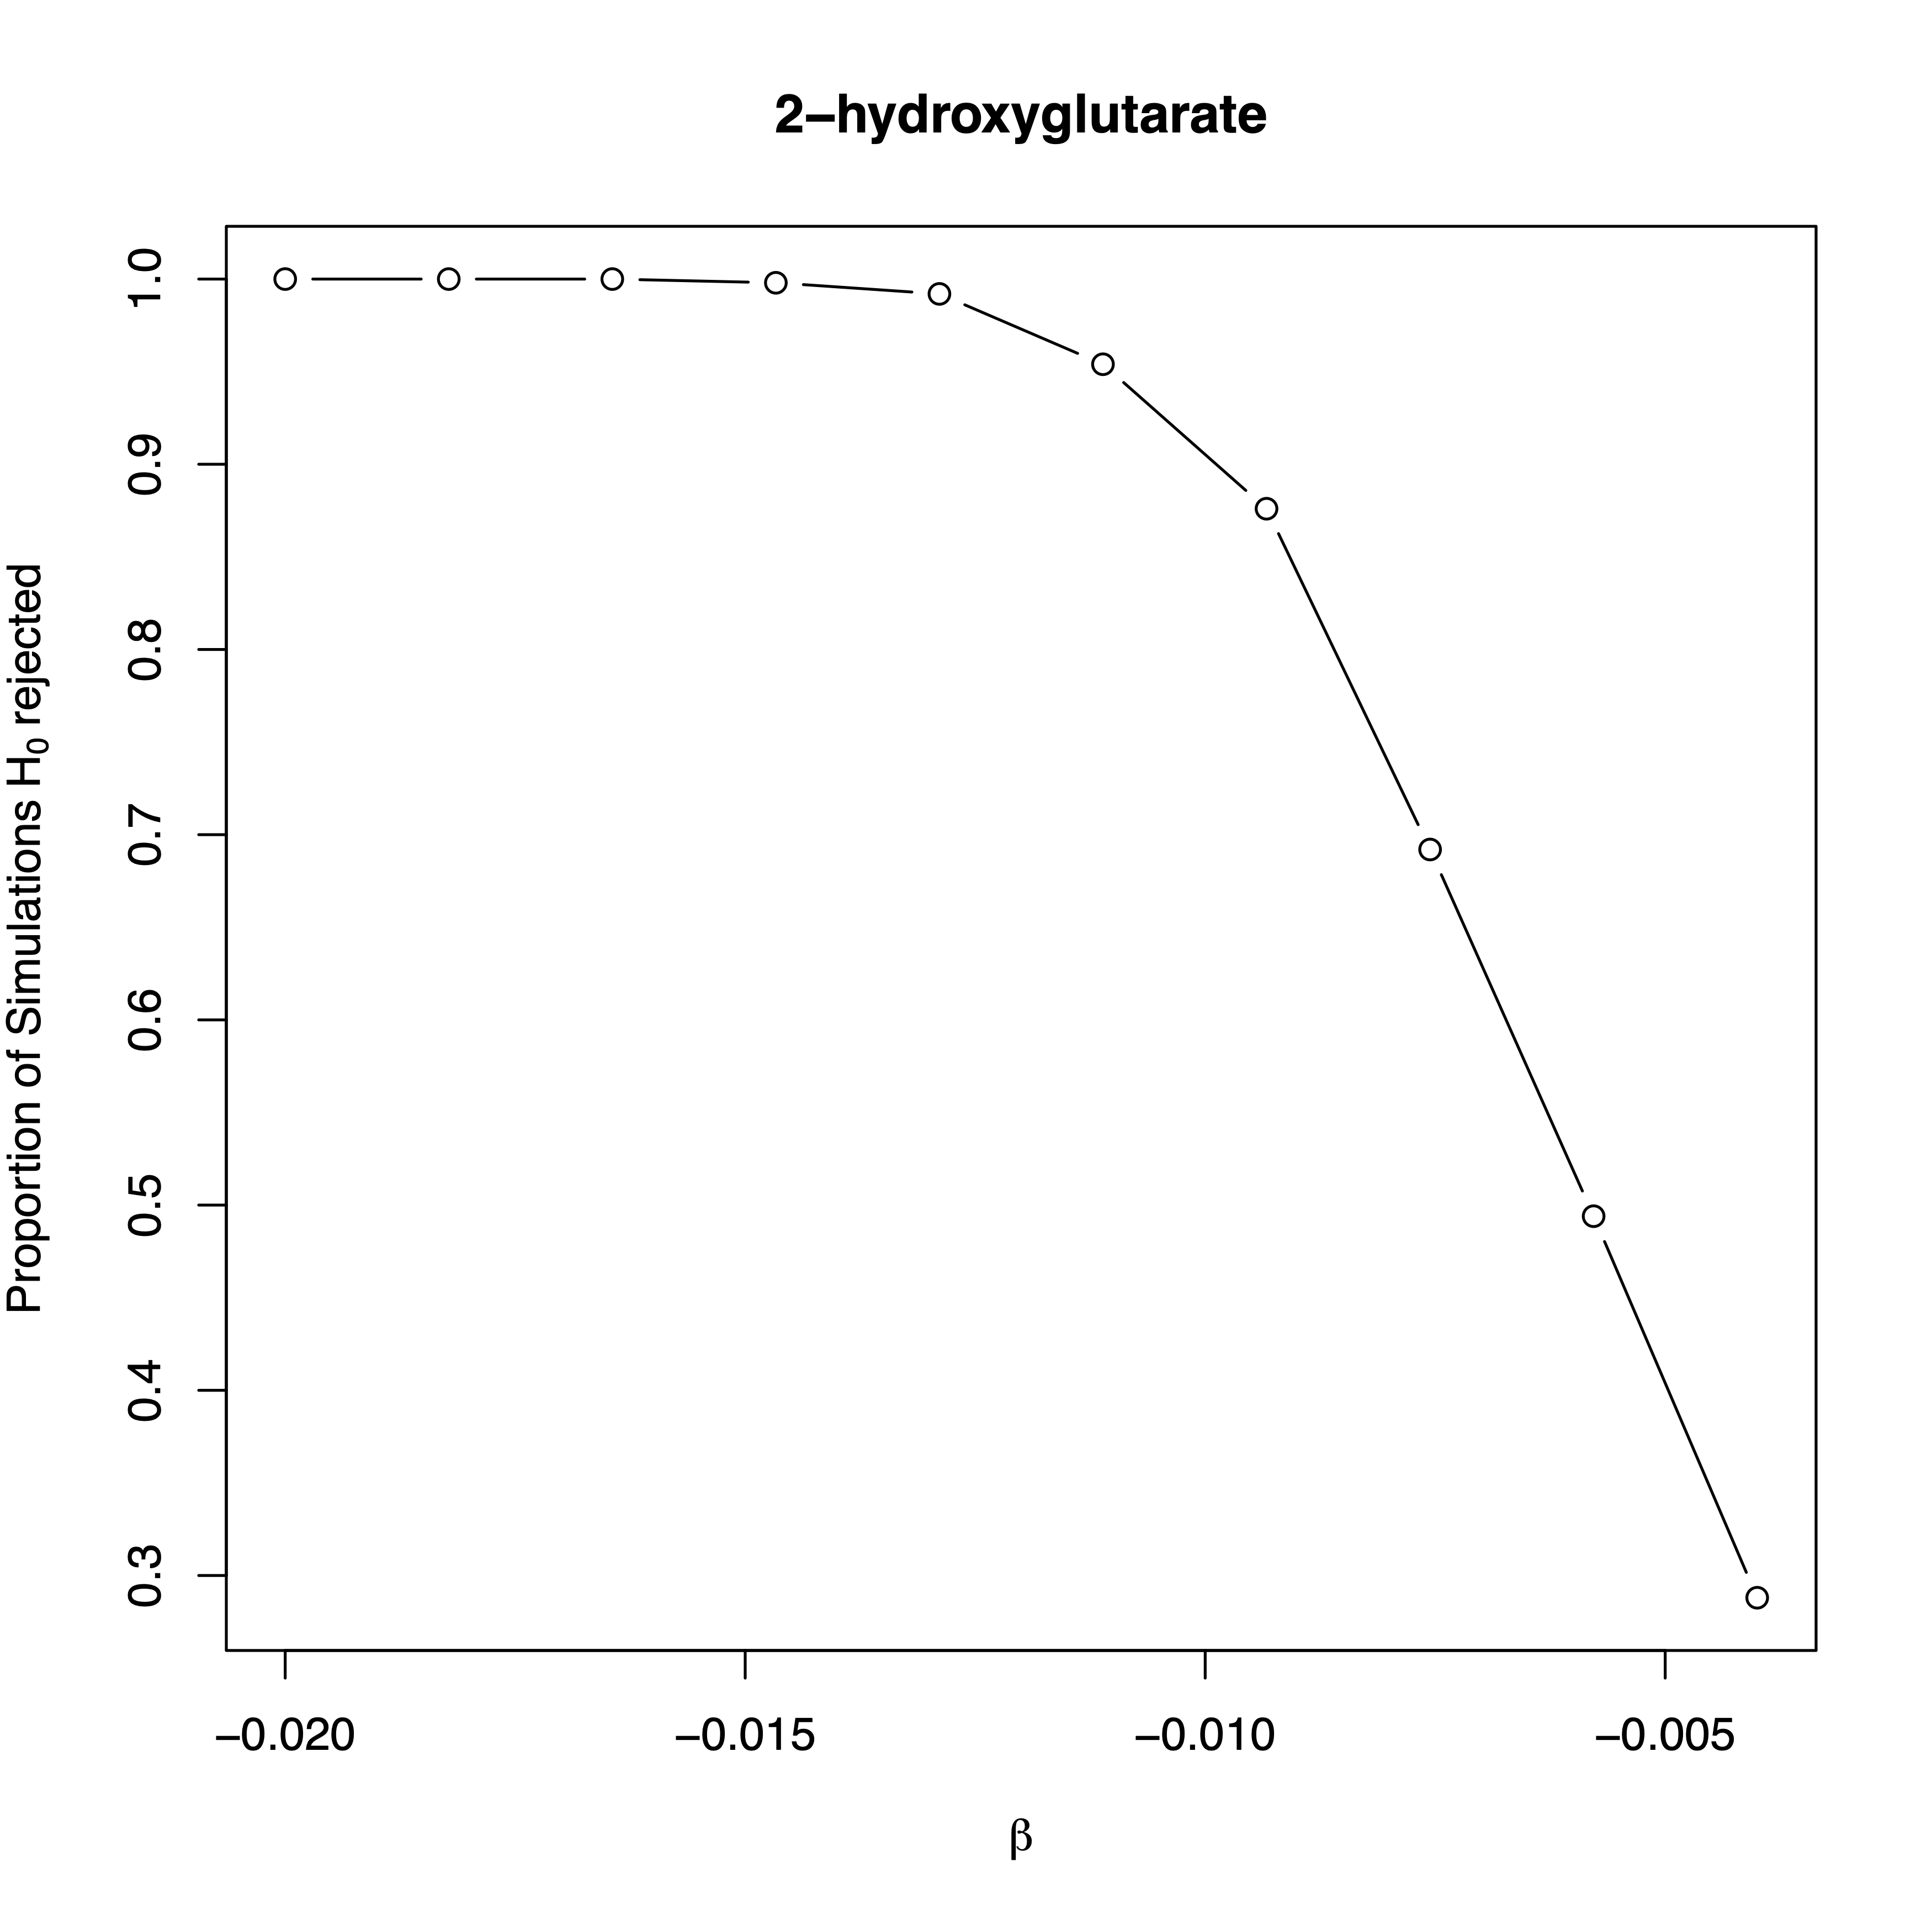 2−hydroxyglutarate
Proportion of Simulations H₀ rejected
1.0
0.9
0.8
0.7
0.6
0.5
0.4
0.3
−0.020 −0.015 −0.010 −0.005
β